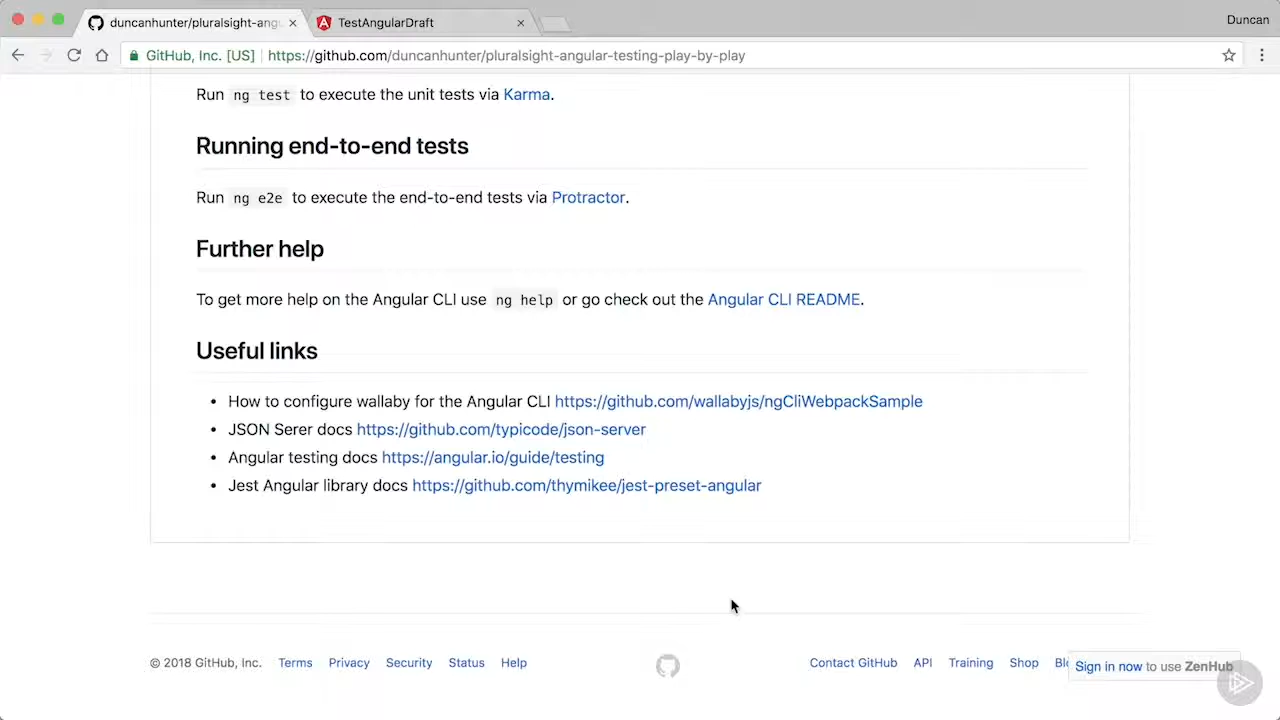 duncanhunter/pluralsight-ang
TestAngularDraft
Duncan
GitHub, Inc. [US] https://github.com/duncanhunter/pluralsight-angular-testing-play-by-play
Run ng test to execute the unit tests via Karma.
Running end-to-end tests
Run ng e2e to execute the end-to-end tests via Protractor.
Further help
To get more help on the Angular CLI use ng help or go check out the Angular CLI README.
Useful links
• How to configure wallaby for the Angular CLI https://github.com/wallabyjs/ngCliWebpackSample
• JSON Serer docs https://github.com/typicode/json-server
• Angular testing docs https://angular.io/guide/testing
• Jest Angular library docs https://github.com/thymikee/jest-preset-angular
© 2018 GitHub, Inc. Terms Privacy Security Status Help Contact GitHub API Training Shop
Sign in now to use ZenHub